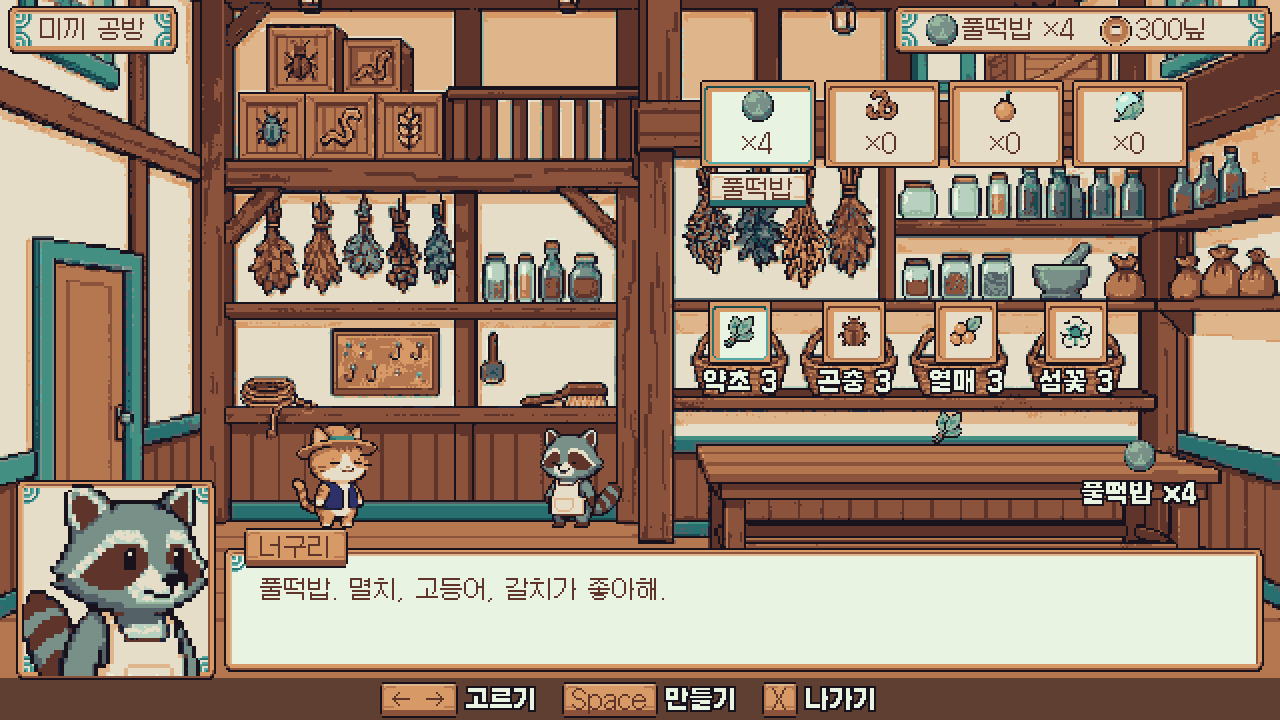 미끼 공방
풀떡밥 ×4 300닢
×4 ×0 ×0 ×0
풀떡밥
약초 3 곤충 3 열매 3 섬꽃 3
풀떡밥 ×4
너구리
풀떡밥. 멸치, 고등어, 갈치가 좋아해.
← → 고르기 Space 만들기 X 나가기